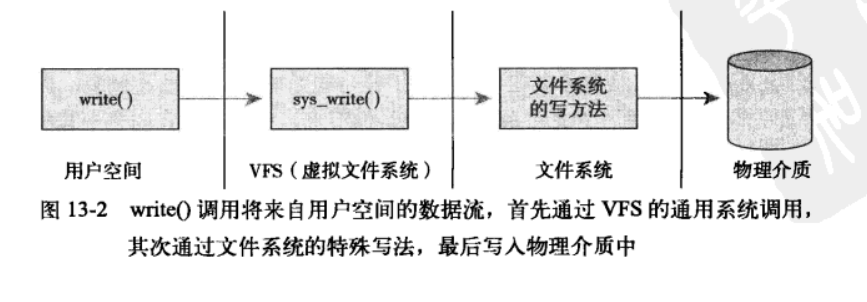 write()
sys_write()
文件系统
的写方法
用户空间
VFS（虚拟文件系统）
文件系统
物理介质
图 13-2 write() 调用将来自用户空间的数据流，首先通过 VFS 的通用系统调用，
其次通过文件系统的特殊写法，最后写入物理介质中